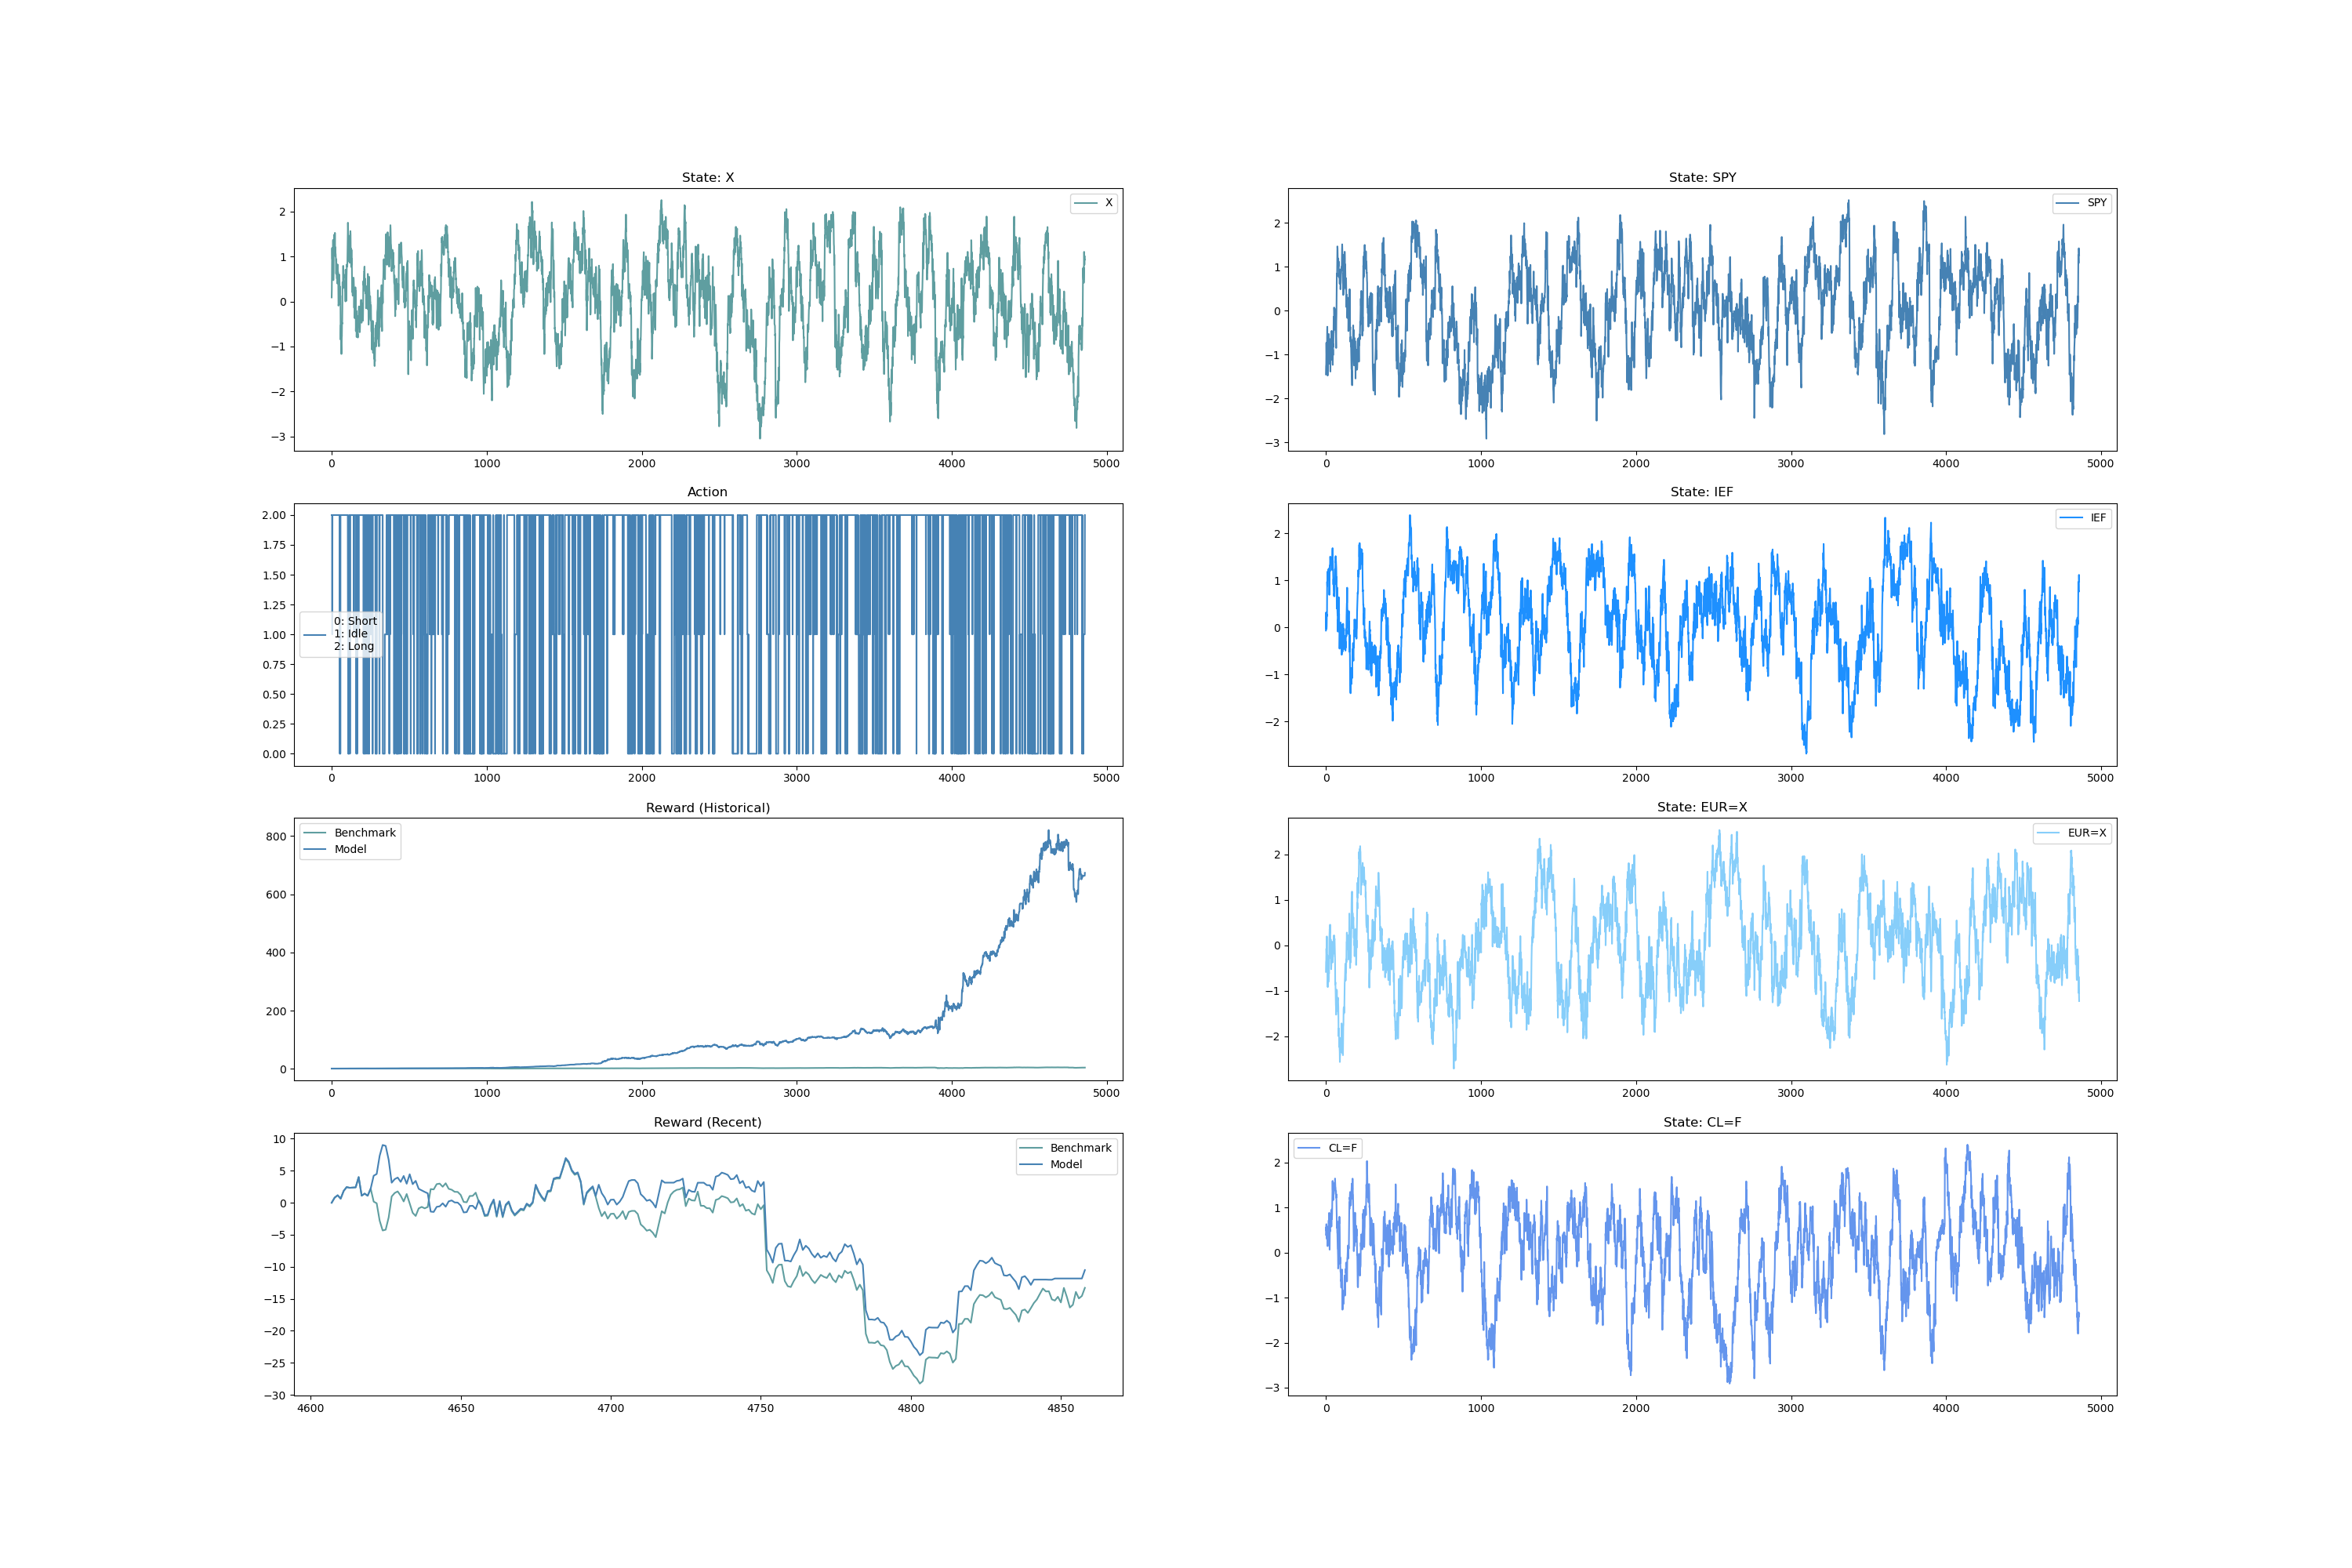 State: X
X
2
1
0
−1
−2
−3
0 1000 2000 3000 4000 5000
State: SPY
SPY
2
1
0
−1
−2
−3
0 1000 2000 3000 4000 5000
Action
2.00
1.75
1.50
1.25
1.00
0.75
0.50
0.25
0.00
0: Short
1: Idle
2: Long
0 1000 2000 3000 4000 5000
State: IEF
IEF
2
1
0
−1
−2
0 1000 2000 3000 4000 5000
Reward (Historical)
Benchmark
Model
800
600
400
200
0
0 1000 2000 3000 4000 5000
State: EUR=X
EUR=X
2
1
0
−1
−2
0 1000 2000 3000 4000 5000
Reward (Recent)
Benchmark
Model
10
5
0
−5
−10
−15
−20
−25
−30
4600 4650 4700 4750 4800 4850
State: CL=F
CL=F
2
1
0
−1
−2
−3
0 1000 2000 3000 4000 5000